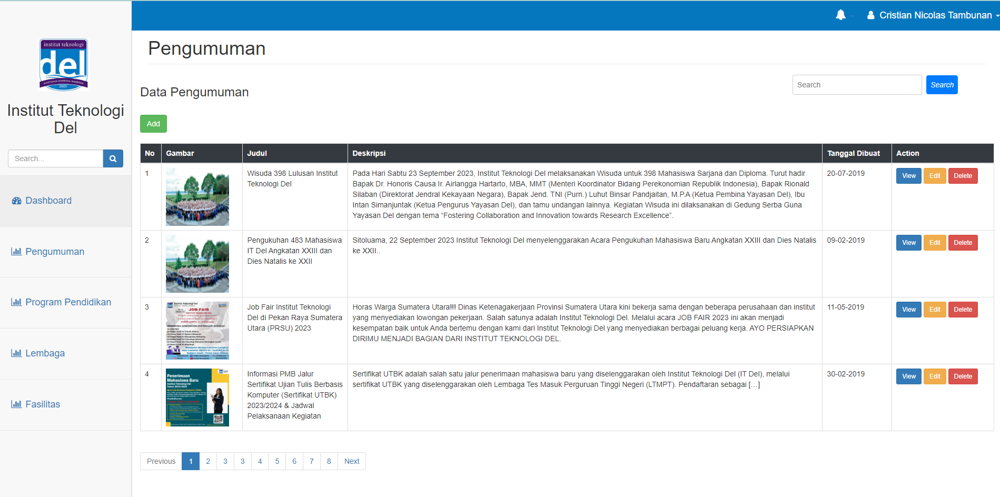 Cristian Nicolas Tambunan
institut teknologi
del
2001
Institut Teknologi
Del
Search...
Dashboard
Pengumuman
Program Pendidikan
Lembaga
Fasilitas
Pengumuman
Data Pengumuman
Search
Search
Add
No Gambar Judul Deskripsi Tanggal Dibuat Action
1
Wisuda 398 Lulusan Institut
Teknologi Del
Pada Hari Sabtu 23 September 2023, Institut Teknologi Del melaksanakan Wisuda untuk 398 Mahasiswa Sarjana dan Diploma. Turut hadir
Bapak Dr. Honoris Causa Ir. Airlangga Hartarto, MBA, MMT (Menteri Koordinator Bidang Perekonomian Republik Indonesia), Bapak Rionald
Silaban (Direktorat Jendral Kekayaan Negara), Bapak Jend. TNI (Purn.) Luhut Binsar Pandjaitan, M.P.A (Ketua Pembina Yayasan Del), Ibu
Intan Simanjuntak (Ketua Pengurus Yayasan Del), dan tamu undangan lainnya. Kegiatan Wisuda ini dilaksanakan di Gedung Serba Guna
Yayasan Del dengan tema “Fostering Collaboration and Innovation towards Research Excellence”.
20-07-2019
View Edit Delete
2
Pengukuhan 483 Mahasiswa
IT Del Angkatan XXIII dan
Dies Natalis ke XXII
Sitoluama, 22 September 2023 Institut Teknologi Del menyelenggarakan Acara Pengukuhan Mahasiswa Baru Angkatan XXIII dan Dies Natalis
ke XXII..
09-02-2019
View Edit Delete
3
Institut Teknologi Del
JOB FAIR
MEMBUKA LOWONGAN PEKERJAAN SEBAGAI :
Job Fair Institut Teknologi
Del di Pekan Raya Sumatera
Utara (PRSU) 2023
Horas Warga Sumatera Utara!!! Dinas Ketenagakerjaan Provinsi Sumatera Utara kini bekerja sama dengan beberapa perusahaan dan institut
yang menyediakan lowongan pekerjaan. Salah satunya adalah Institut Teknologi Del. Melalui acara JOB FAIR 2023 ini akan menjadi
kesempatan baik untuk Anda bertemu dengan kami dari Institut Teknologi Del yang menyediakan berbagai peluang kerja. AYO PERSIAPKAN
DIRIMU MENJADI BAGIAN DARI INSTITUT TEKNOLOGI DEL.
11-05-2019
View Edit Delete
4
Penerimaan
Mahasiswa Baru
Institut Teknologi Del
Tahun 2023/2024
Pendaftaran:
Informasi PMB Jalur
Sertifikat Ujian Tulis Berbasis
Komputer (Sertifikat UTBK)
2023/2024 & Jadwal
Pelaksanaan Kegiatan
Sertifikat UTBK adalah salah satu jalur penerimaan mahasiswa baru yang diselenggarakan oleh Institut Teknologi Del (IT Del), melalui
sertifikat UTBK yang diselenggarakan oleh Lembaga Tes Masuk Perguruan Tinggi Negeri (LTMPT). Pendaftaran sebagai […]
30-02-2019
View Edit Delete
Previous 1 2 3 3 4 5 6 7 8 Next